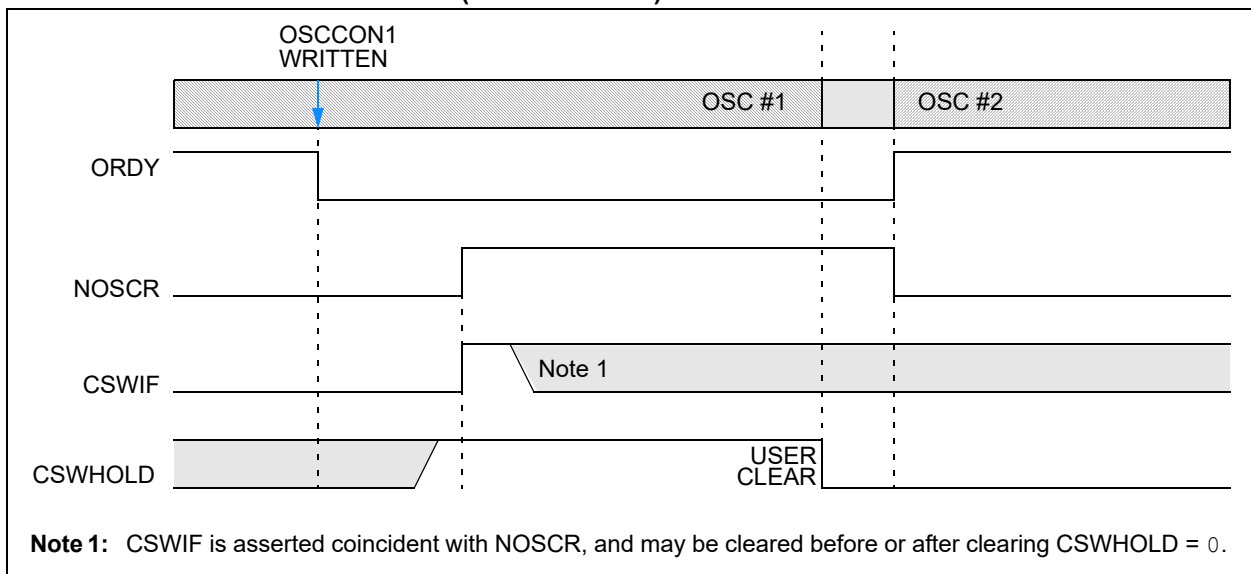 OSCCON1
WRITTEN
OSC #1
OSC #2
ORDY
NOSCR
CSWIF
Note 1
CSWHOLD
USER
CLEAR
Note 1: CSWIF is asserted coincident with NOSCR, and may be cleared before or after clearing CSWHOLD = 0.